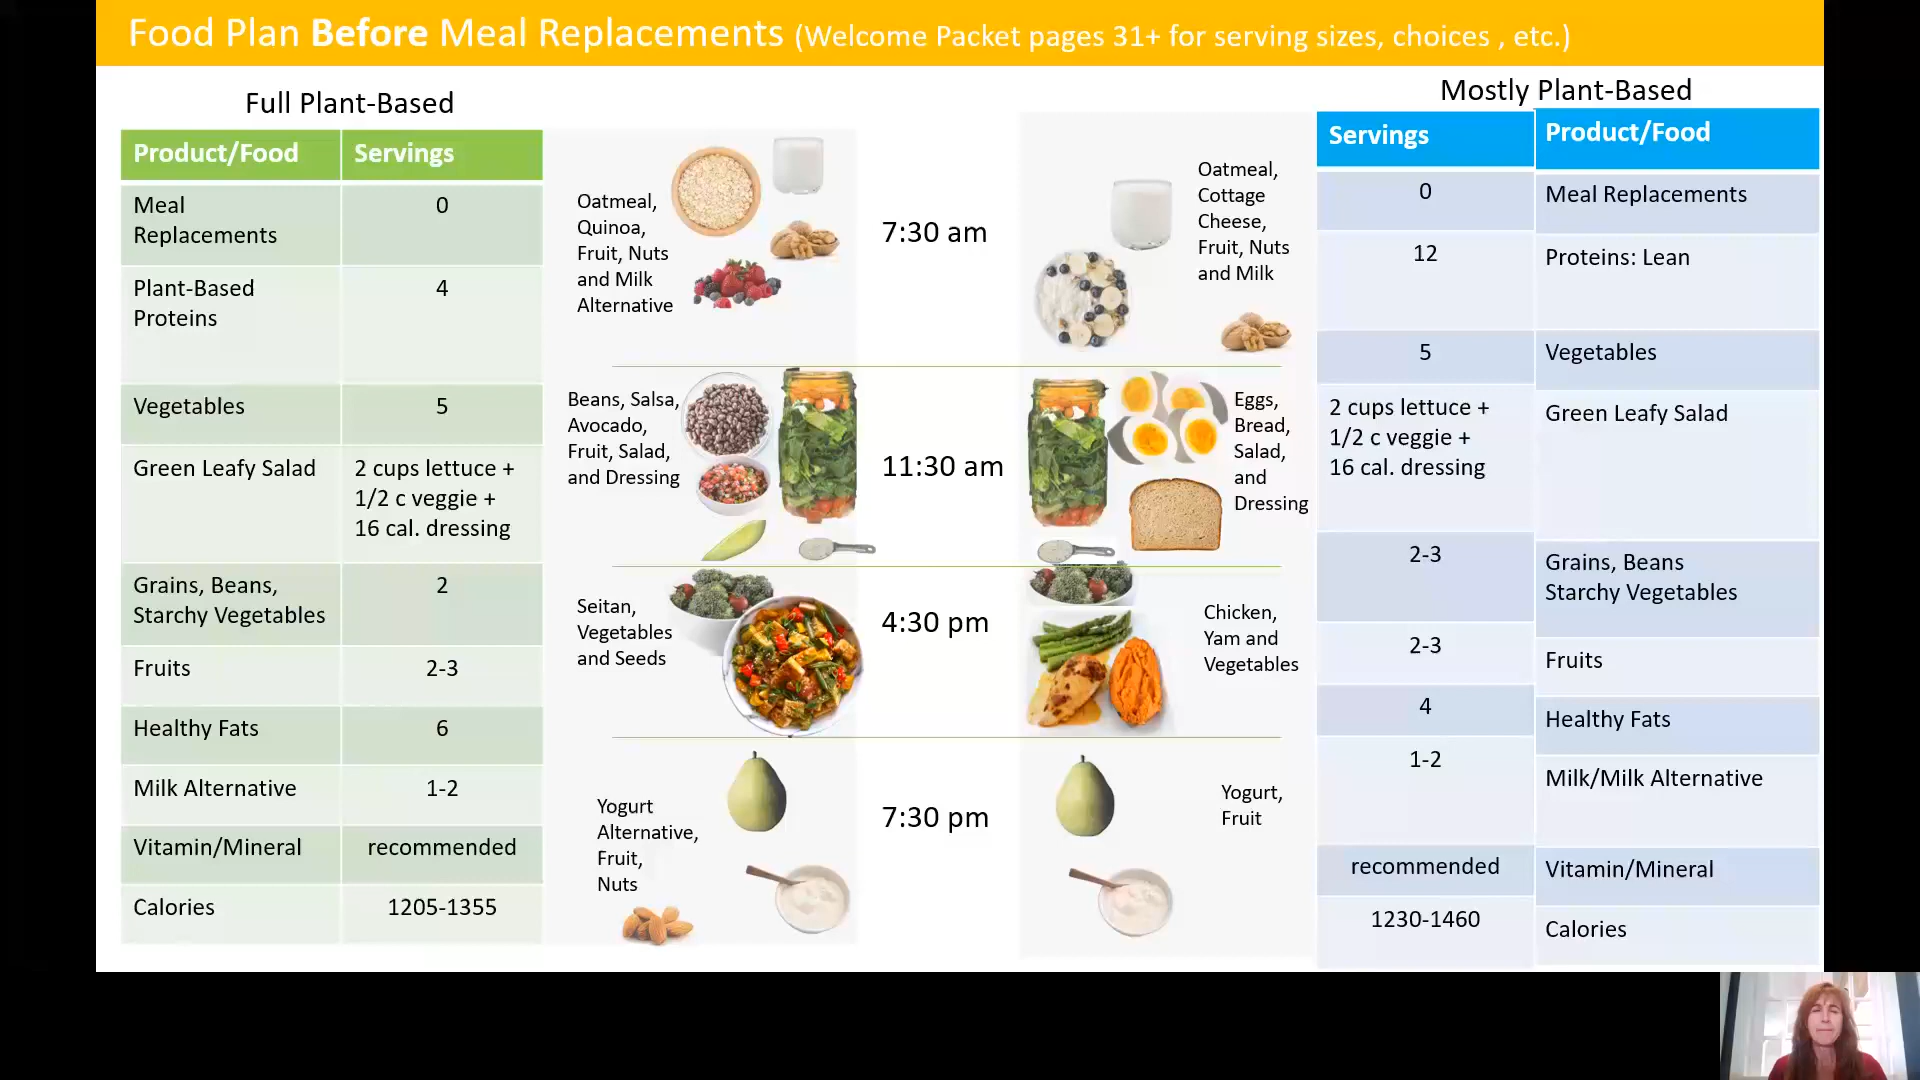 Food Plan Before Meal Replacements (Welcome Packet pages 31+ for serving sizes, choices , etc.)
Full Plant-Based
Product/Food Servings
Meal
Replacements
0
Plant-Based
Proteins
4
Vegetables 5
Green Leafy Salad
2 cups lettuce +
1/2 c veggie +
16 cal. dressing
Grains, Beans,
Starchy Vegetables
2
Fruits 2-3
Healthy Fats 6
Milk Alternative 1-2
Vitamin/Mineral recommended
Calories 1205-1355
Oatmeal,
Quinoa,
Fruit, Nuts
and Milk
Alternative
7:30 am
Oatmeal,
Cottage
Cheese,
Fruit, Nuts
and Milk
Beans, Salsa,
Avocado,
Fruit, Salad,
and Dressing
11:30 am
Eggs,
Bread,
Salad,
and
Dressing
Seitan,
Vegetables
and Seeds
4:30 pm
Chicken,
Yam and
Vegetables
Yogurt
Alternative,
Fruit,
Nuts
7:30 pm
Yogurt,
Fruit
Mostly Plant-Based
Servings Product/Food
0 Meal Replacements
12 Proteins: Lean
5 Vegetables
2 cups lettuce +
1/2 c veggie +
16 cal. dressing
Green Leafy Salad
2-3
Grains, Beans
Starchy Vegetables
2-3 Fruits
4 Healthy Fats
1-2 Milk/Milk Alternative
recommended Vitamin/Mineral
1230-1460 Calories